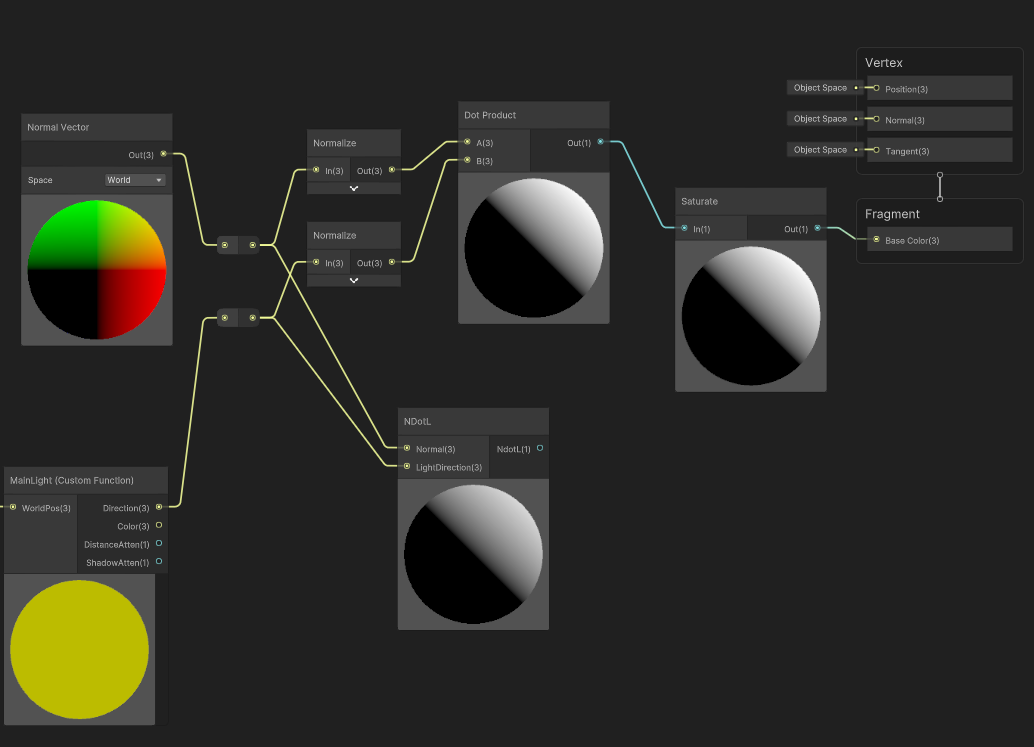 Vertex
Object Space
Position(3)
Object Space
Normal(3)
Object Space
Tangent(3)
Fragment
Base Color(3)
Normal Vector
Out(3)
Space
World
Normalize
In(3)
Out(3)
Normalize
In(3)
Out(3)
Dot Product
A(3)
Out(1)
B(3)
Saturate
In(1)
Out(1)
NDotL
Normal(3)
NdotL(1)
LightDirection(3)
MainLight (Custom Function)
WorldPos(3)
Direction(3)
Color(3)
DistanceAtten(1)
ShadowAtten(1)